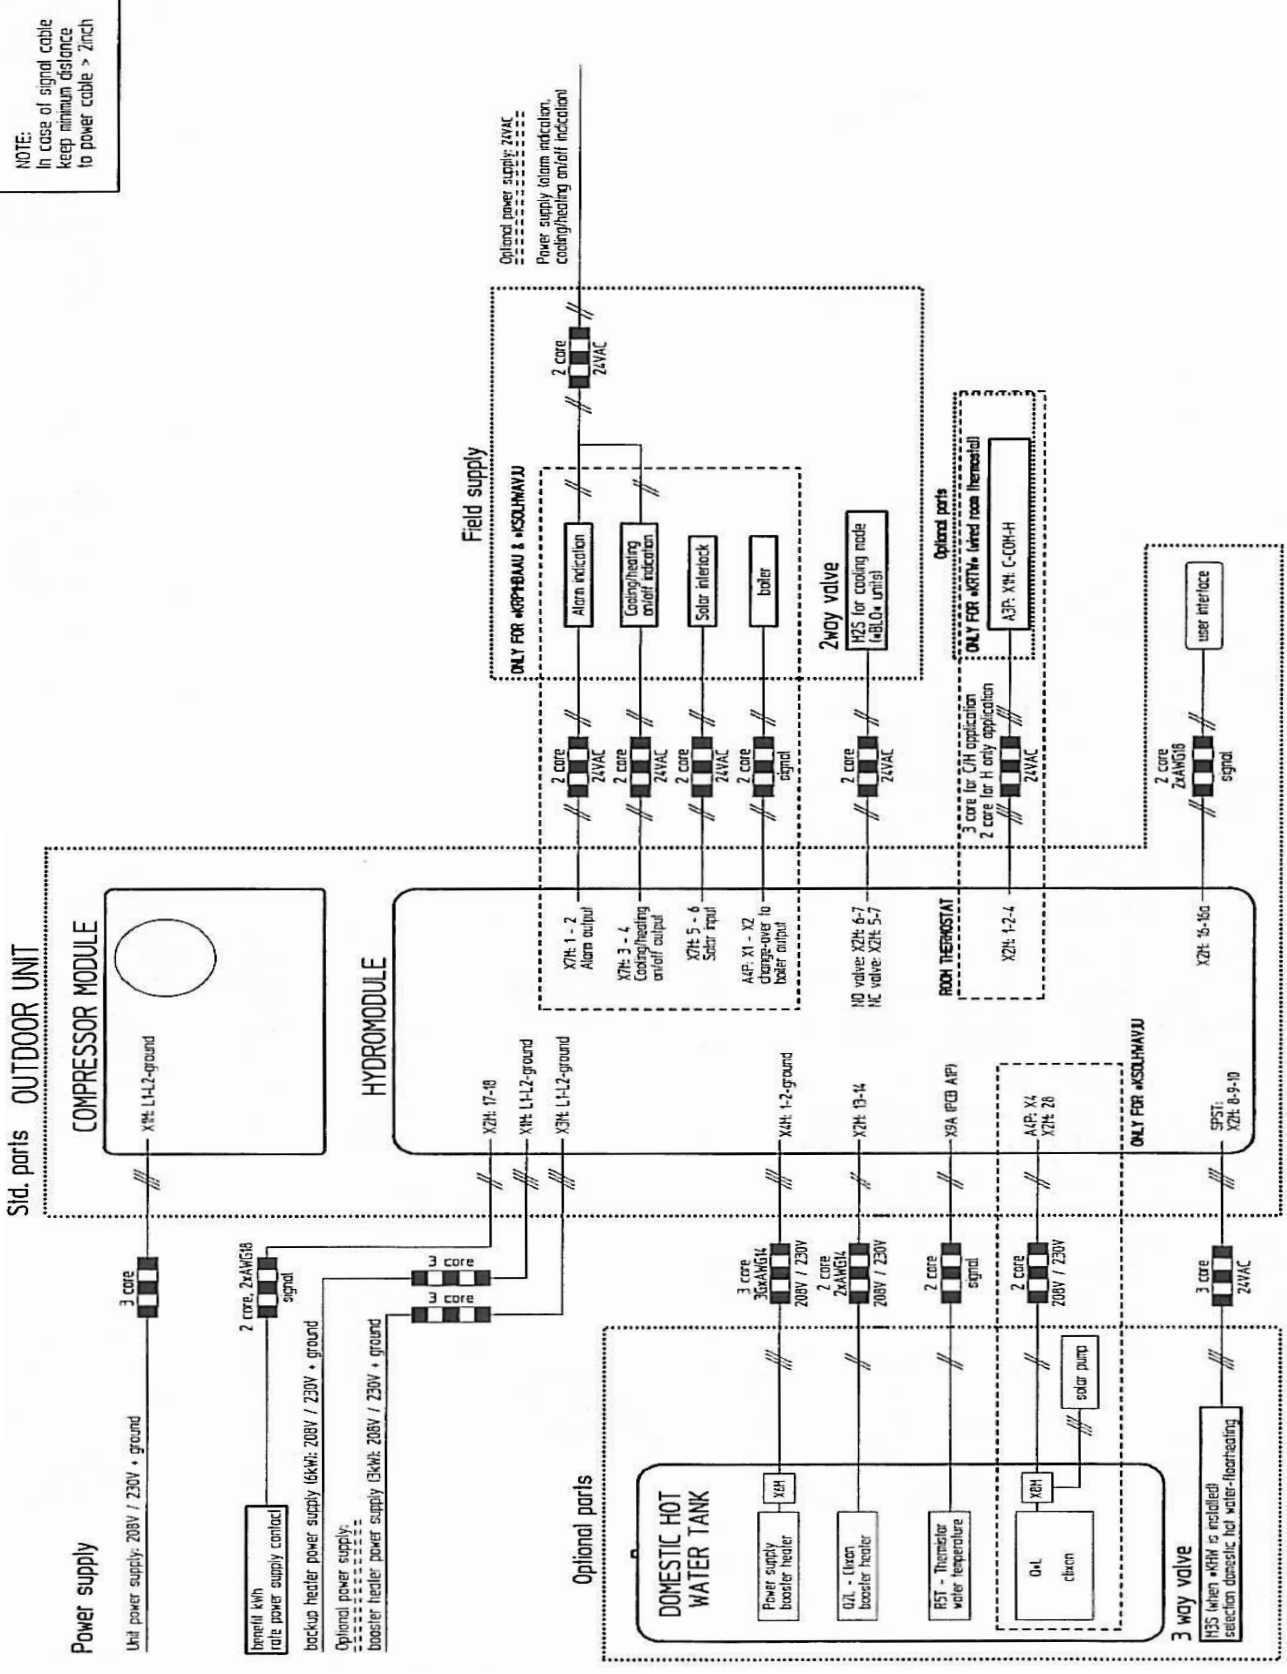 NOTE:
In case of signal cable
keep minimun distance
to power cable > 2inch
Std. parts OUTDOOR UNIT
COMPRESSOR MODULE
X1M: L1-L2-ground
HYDROMODULE
X2M: 17-18
X1M: L1-L2-ground
X3M: L1-L2-ground
X4M: 1-2-ground
X2M: 13-14
X9A (PCB A1P)
A4P: X4
X2M: 28
ONLY FOR *KSOLHWAVJU
SPST:
X2M: 8-9-10
X7M: 1 - 2
Alarm output
X7M: 3 - 4
Cooling/heating
on/off output
X7M: 5 - 6
Solar input
A4P: X1 - X2
change-over to
boiler output
NO valve: X2M: 6-7
NC valve: X2M: 5-7
ROOM THERMOSTAT
X2M: 1-2-4
X2M: 16-16a
Power supply
Unit power supply: 208V / 230V + ground
3 core
benefit kWh
rate power supply contact
2 core, 2xAWG18
signal
backup heater power supply (6kW): 208V / 230V + ground
3 core
Optional power supply:
booster heater power supply (3kW): 208V / 230V + ground
3 core
Optional parts
DOMESTIC HOT
WATER TANK
Power supply
booster heater
X6M
3 core
3GxAWG14
208V / 230V
Q2L - Clixon
booster heater
2 core
2xAWG14
208V / 230V
R5T - Thermistor
water temperature
2 core
signal
Q*L
clixon
X8M
solar pump
2 core
208V / 230V
3 way valve
M3S (when *KHW is installed)
selection domestic hot water-floorheating
3 core
24VAC
Field supply
ONLY FOR *KRP1HBAAU & *KSOLHWAVJU
Alarm indication
2 core
24VAC
Cooling/heating
on/off indication
2 core
24VAC
Solar interlock
2 core
24VAC
boiler
2 core
signal
2 core
24VAC
Optional power supply: 24VAC
Power supply (alarm indication,
cooling/heating on/off indication)
2way valve
M2S for cooling mode
(*BLQ* units)
2 core
24VAC
Optional parts
ONLY FOR *KRTW* (wired room thermostat)
A3P: X1M: C-COM-H
3 core for C/H application
2 core for H only application
24VAC
user interface
2 core
2xAWG18
signal